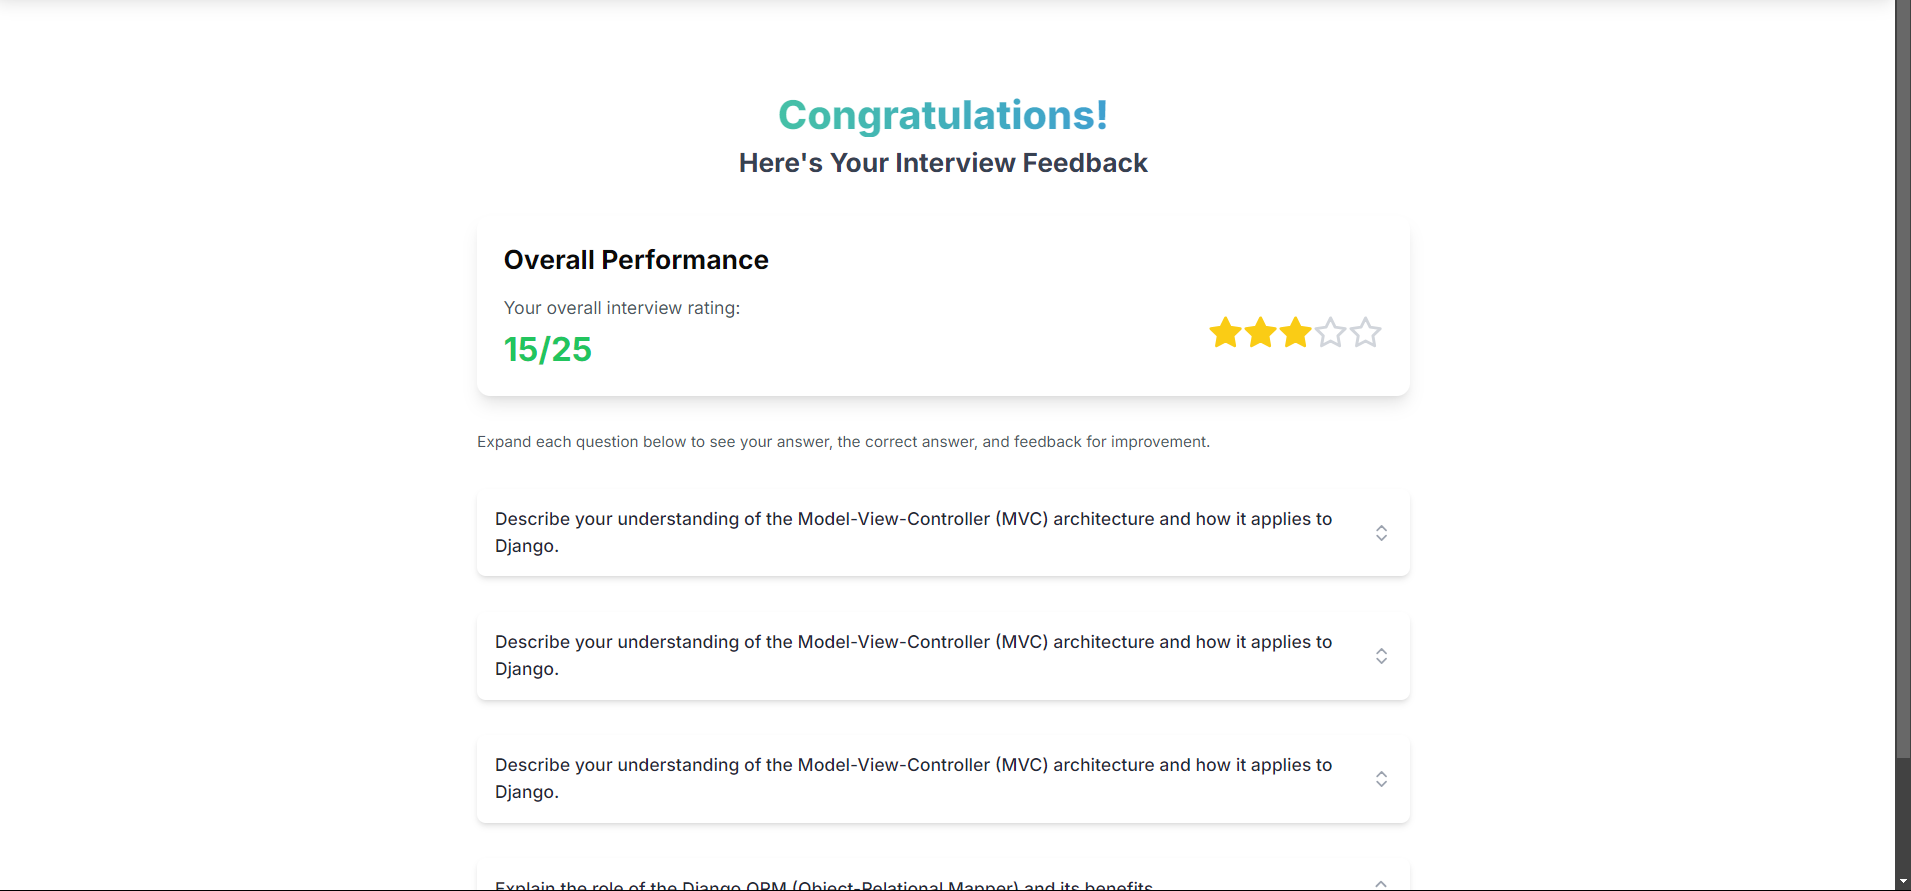 Congratulations!
Here's Your Interview Feedback
Overall Performance
Your overall interview rating:
15/25
Expand each question below to see your answer, the correct answer, and feedback for improvement.
Describe your understanding of the Model-View-Controller (MVC) architecture and how it applies to
Django.
Describe your understanding of the Model-View-Controller (MVC) architecture and how it applies to
Django.
Describe your understanding of the Model-View-Controller (MVC) architecture and how it applies to
Django.
Explain the role of the Django ORM (Object-Relational Mapper) and its benefits.